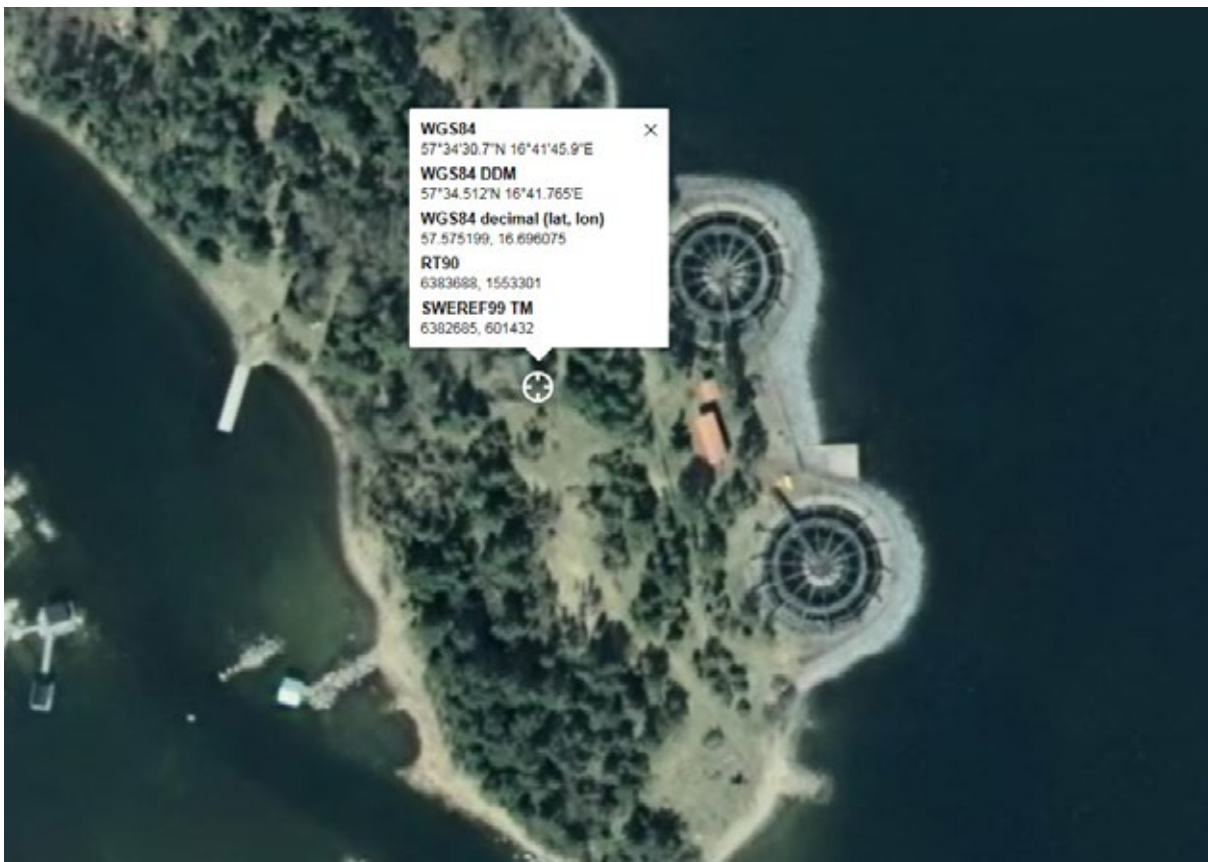 WGS84
57°34'30.7"N 16°41'45.9"E
WGS84 DDM
57°34.512'N 16°41.765'E
WGS84 decimal (lat, lon)
57.575199, 16.696075
RT90
6383688, 1553301
SWEREF99 TM
6382685, 601432